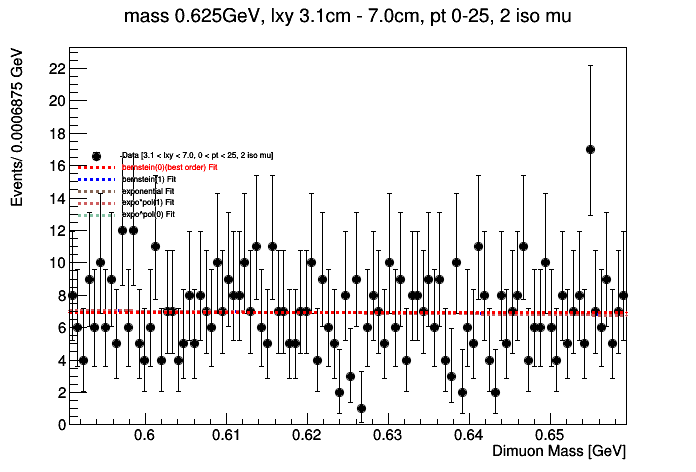 mass 0.625GeV, lxy 3.1cm - 7.0cm, pt 0-25, 2 iso mu
Events/ 0.0006875 GeV
22
20
18
16
14
12
10
8
6
4
2
0
Data [3.1 < lxy < 7.0, 0 < pt < 25, 2 iso mu]
bernstein(0)(best order) Fit
bernstein(1) Fit
exponential Fit
expo*pol(1) Fit
expo^pol(0) Fit
0.6 0.61 0.62 0.63 0.64 0.65
Dimuon Mass [GeV]